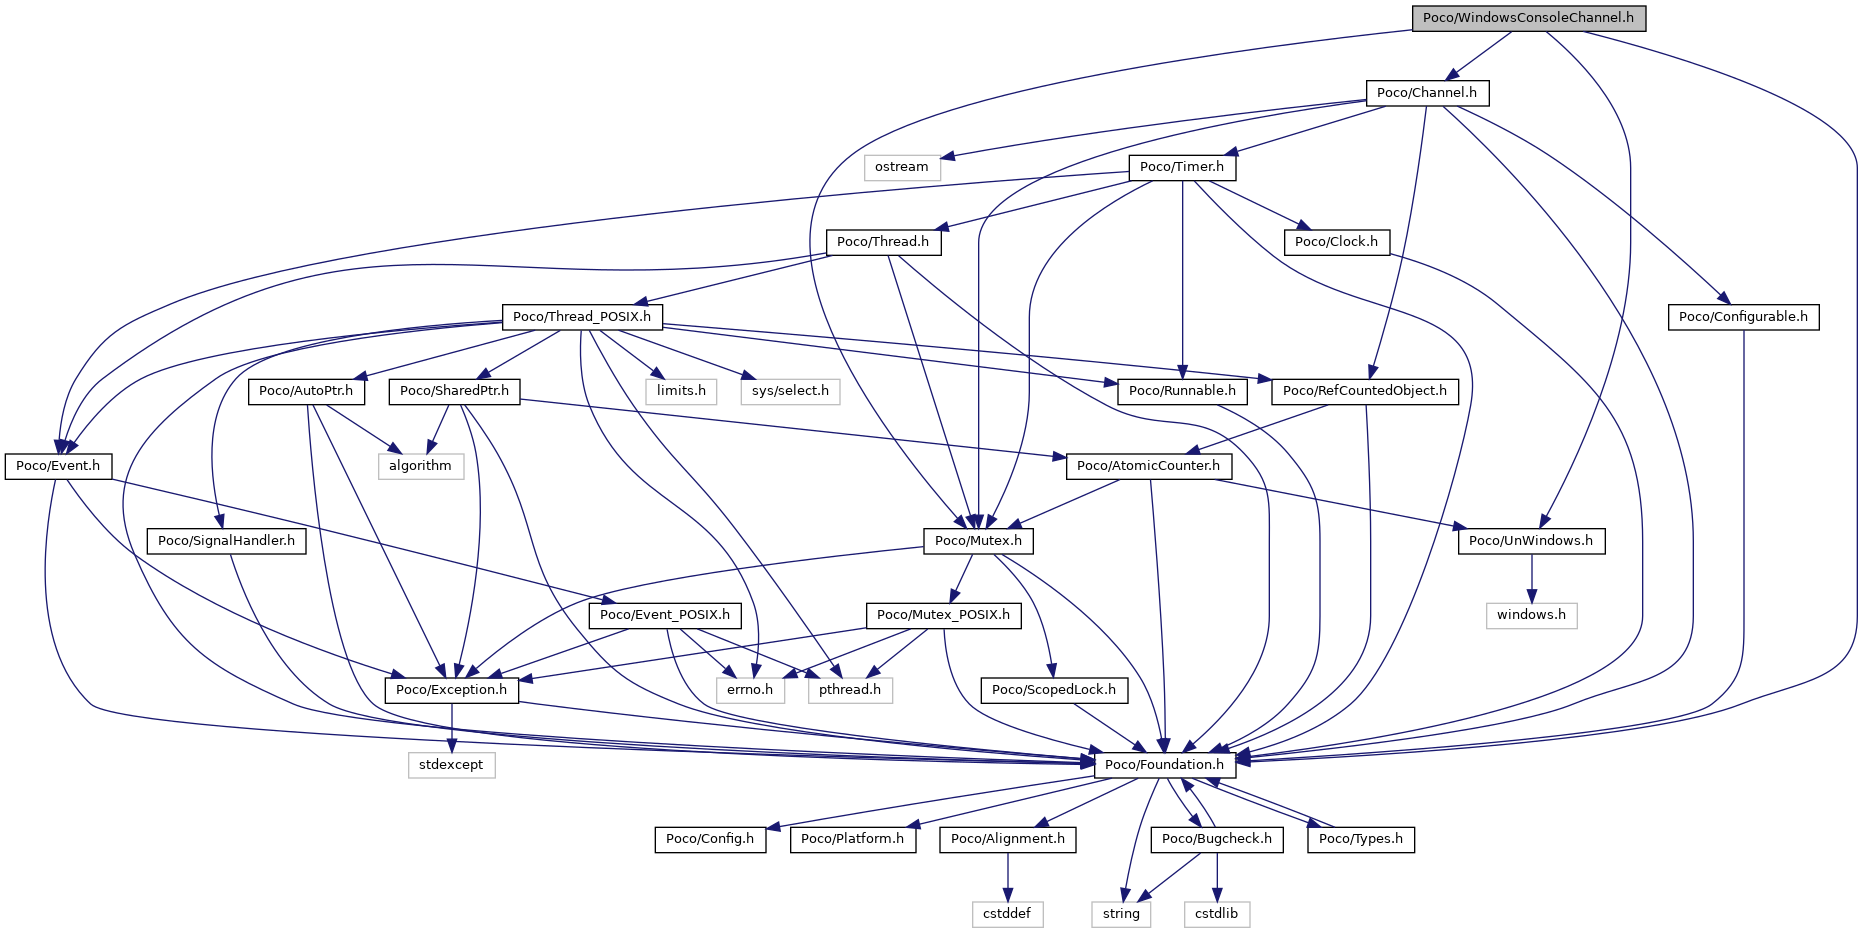 Poco/WindowsConsoleChannel.h
Poco/Channel.h
ostream
Poco/Timer.h
Poco/Thread.h
Poco/Clock.h
Poco/Thread_POSIX.h
Poco/Configurable.h
Poco/AutoPtr.h
Poco/SharedPtr.h
limits.h
sys/select.h
Poco/Runnable.h
Poco/RefCountedObject.h
Poco/Event.h
algorithm
Poco/AtomicCounter.h
Poco/SignalHandler.h
Poco/Mutex.h
Poco/UnWindows.h
Poco/Event_POSIX.h
Poco/Mutex_POSIX.h
windows.h
Poco/Exception.h
errno.h
pthread.h
Poco/ScopedLock.h
stdexcept
Poco/Foundation.h
Poco/Config.h
Poco/Platform.h
Poco/Alignment.h
Poco/Bugcheck.h
Poco/Types.h
cstddef
string
cstdlib